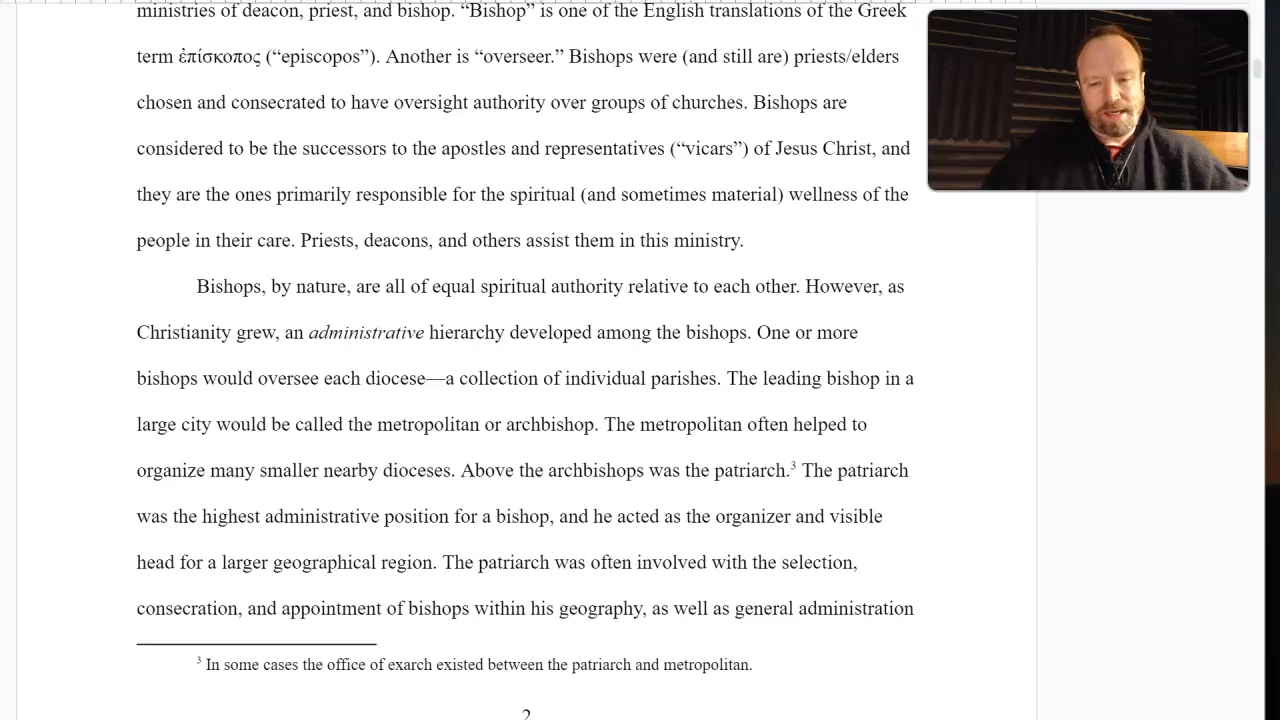 ministries of deacon, priest, and bishop. “Bishop” is one of the English translations of the Greek
term ἐπίσκοπος (“episcopos”). Another is “overseer.” Bishops were (and still are) priests/elders
chosen and consecrated to have oversight authority over groups of churches. Bishops are
considered to be the successors to the apostles and representatives (“vicars”) of Jesus Christ, and
they are the ones primarily responsible for the spiritual (and sometimes material) wellness of the
people in their care. Priests, deacons, and others assist them in this ministry.
Bishops, by nature, are all of equal spiritual authority relative to each other. However, as
Christianity grew, an administrative hierarchy developed among the bishops. One or more
bishops would oversee each diocese—a collection of individual parishes. The leading bishop in a
large city would be called the metropolitan or archbishop. The metropolitan often helped to
organize many smaller nearby dioceses. Above the archbishops was the patriarch.³ The patriarch
was the highest administrative position for a bishop, and he acted as the organizer and visible
head for a larger geographical region. The patriarch was often involved with the selection,
consecration, and appointment of bishops within his geography, as well as general administration
³ In some cases the office of exarch existed between the patriarch and metropolitan.
2